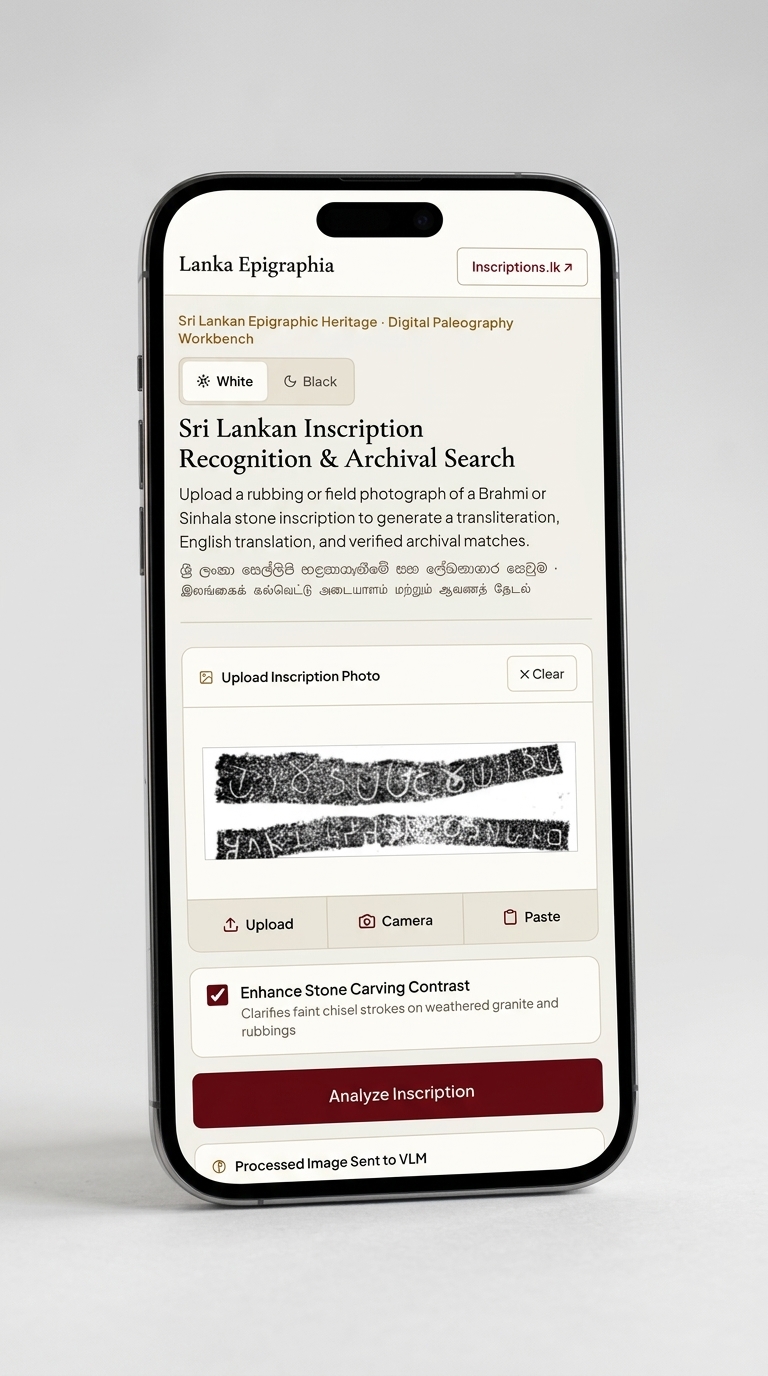 Lanka Epigraphia
Inscriptions.lk ↗
Sri Lankan Epigraphic Heritage · Digital Paleography
Workbench
White
Black
Sri Lankan Inscription
Recognition & Archival Search
Upload a rubbing or field photograph of a Brahmi or
Sinhala stone inscription to generate a transliteration,
English translation, and verified archival matches.
ශ්‍රී ලංකා සෙල්ලිපි සහ සෙවුම ·
இலங்கைக் கல்வெட்டு அடையாளம் மற்றும் ஆவணத் தேடல்
Upload Inscription Photo
× Clear
Upload
Camera
Paste
Enhance Stone Carving Contrast
Clarifies faint chisel strokes on weathered granite and
rubbings
Analyze Inscription
Processed Image Sent to VLM